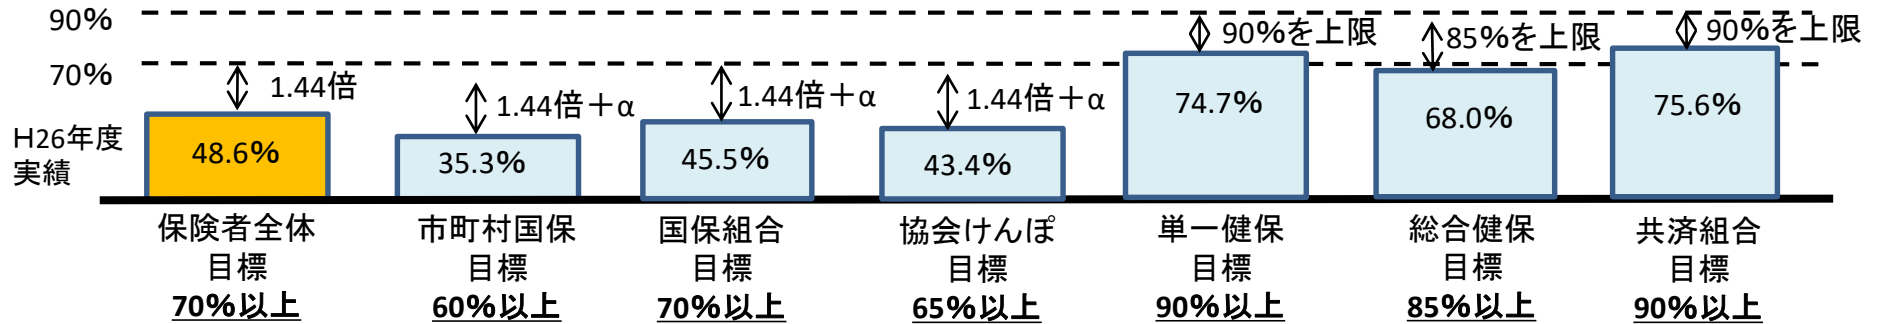 90%
70%
H26年度
実績
1.44倍
1.44倍＋α
1.44倍＋α
1.44倍＋α
90%を上限
85%を上限
90%を上限
48.6%
35.3%
45.5%
43.4%
74.7%
68.0%
75.6%
保険者全体
目標
70%以上
市町村国保
目標
60%以上
国保組合
目標
70%以上
協会けんぽ
目標
65%以上
単一健保
目標
90%以上
総合健保
目標
85%以上
共済組合
目標
90%以上